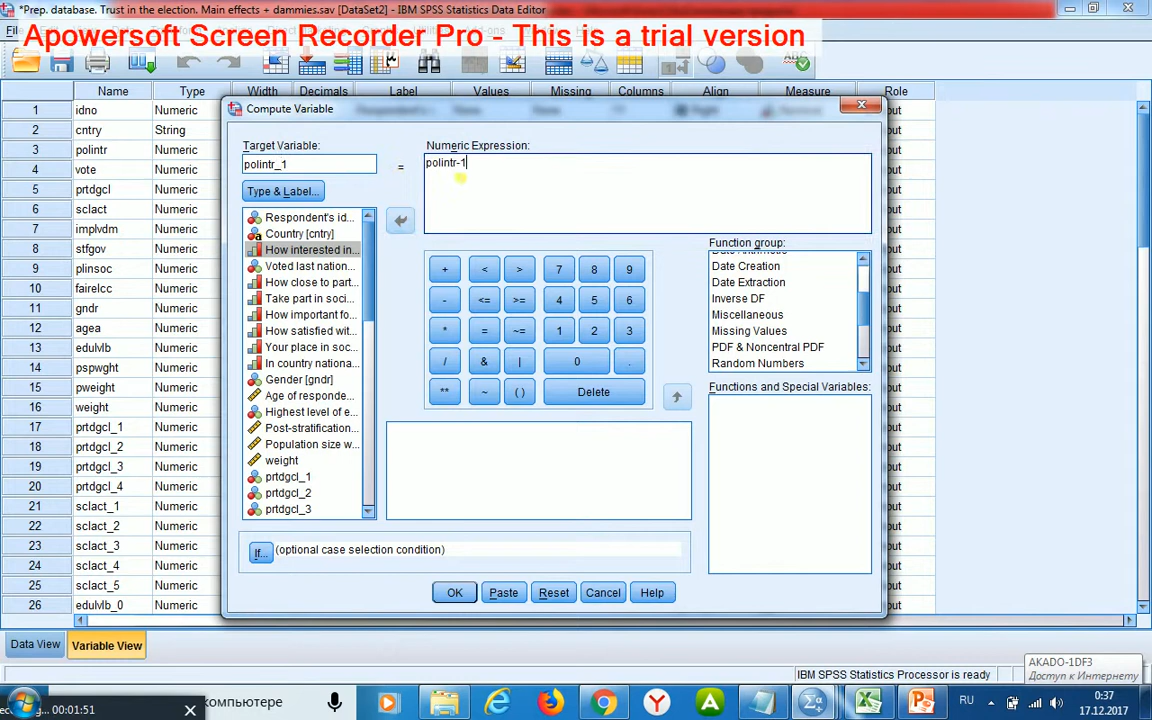 *Prep. database. Trust in the election. Main effects + dammies.sav [DataSet2] - IBM SPSS Statistics Data Editor
Apowersoft Screen Recorder Pro - This is a trial version
Name Type Width Decimals Label Values Missing Columns Align Measure Role
1 idno Numeric
2 cntry String
3 polintr Numeric
4 vote Numeric
5 prtdgcl Numeric
6 sclact Numeric
7 implvdm Numeric
8 stfgov Numeric
9 plinsoc Numeric
10 fairelcc Numeric
11 gndr Numeric
12 agea Numeric
13 edulvlb Numeric
14 pspwght Numeric
15 pweight Numeric
16 weight Numeric
17 prtdgcl_1 Numeric
18 prtdgcl_2 Numeric
19 prtdgcl_3 Numeric
20 prtdgcl_4 Numeric
21 sclact_1 Numeric
22 sclact_2 Numeric
23 sclact_3 Numeric
24 sclact_4 Numeric
25 sclact_5 Numeric
26 edulvlb_0 Numeric
Compute Variable
Target Variable:
polintr_1
=
Numeric Expression:
polintr-1
Type & Label...
Respondent's id...
Country [cntry]
How interested in...
Voted last nation...
How close to part...
Take part in soci...
How important fo...
How satisfied wit...
Your place in soc...
In country nationa...
Gender [gndr]
Age of responde...
Highest level of e...
Post-stratification...
Population size w...
weight
prtdgcl_1
prtdgcl_2
prtdgcl_3
+ < > 7 8 9
- <= >= 4 5 6
* = ~= 1 2 3
/ & | 0 .
** ~ ( ) Delete
Function group:
Date Creation
Date Extraction
Inverse DF
Miscellaneous
Missing Values
PDF & Noncentral PDF
Random Numbers
Functions and Special Variables:
If... (optional case selection condition)
OK Paste Reset Cancel Help
Data View Variable View
IBM SPSS Statistics Processor is ready
AKADO-1DF3
Доступ к Интернету
00:01:51
компьютере
RU
0:37
17.12.2017